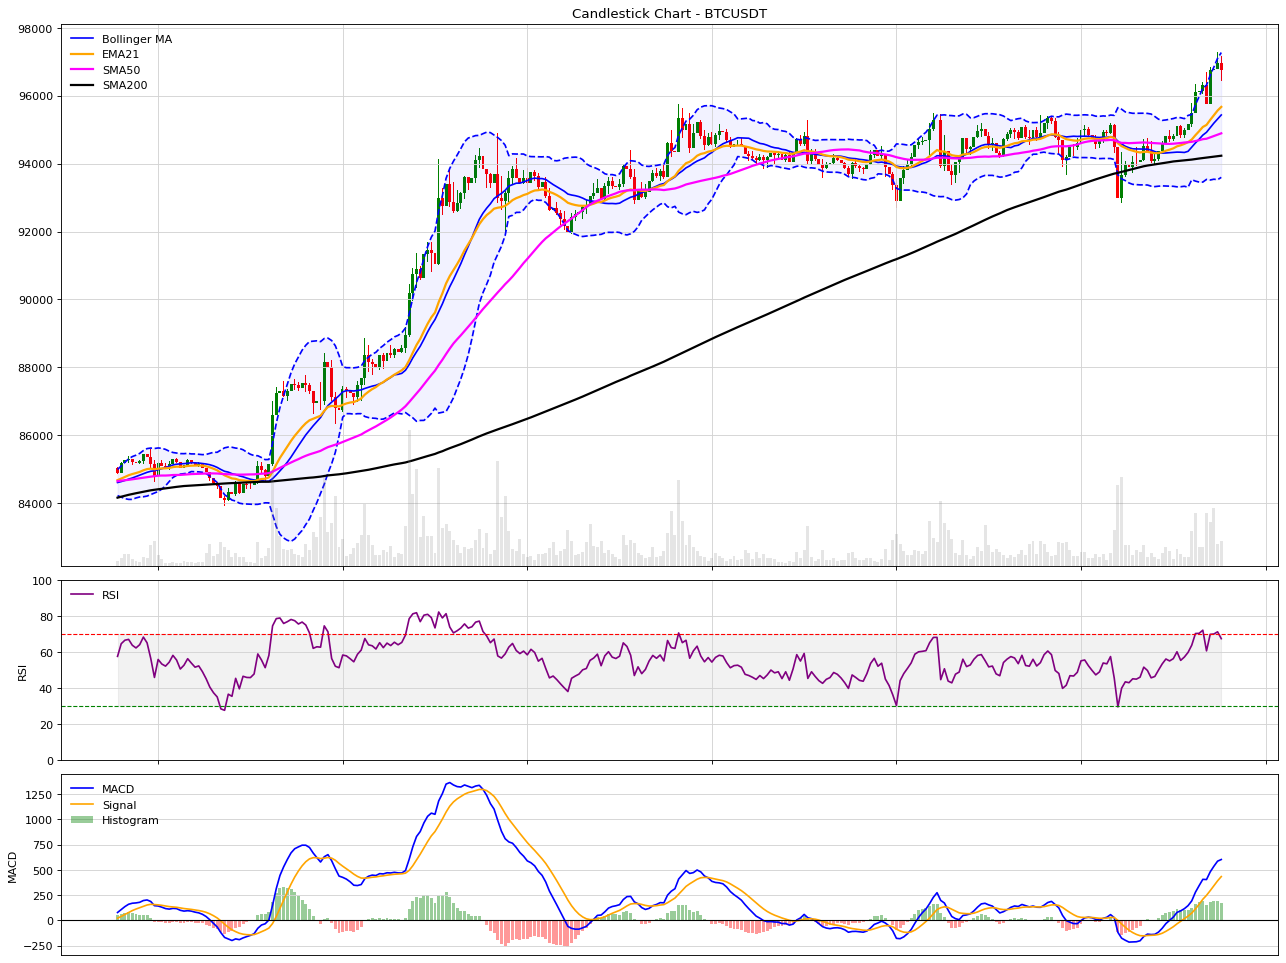 Candlestick Chart - BTCUSDT
Bollinger MA
EMA21
SMA50
SMA200
98000
96000
94000
92000
90000
88000
86000
84000
RSI
RSI
100
80
60
40
20
0
MACD
Signal
Histogram
MACD
1250
1000
750
500
250
0
−250